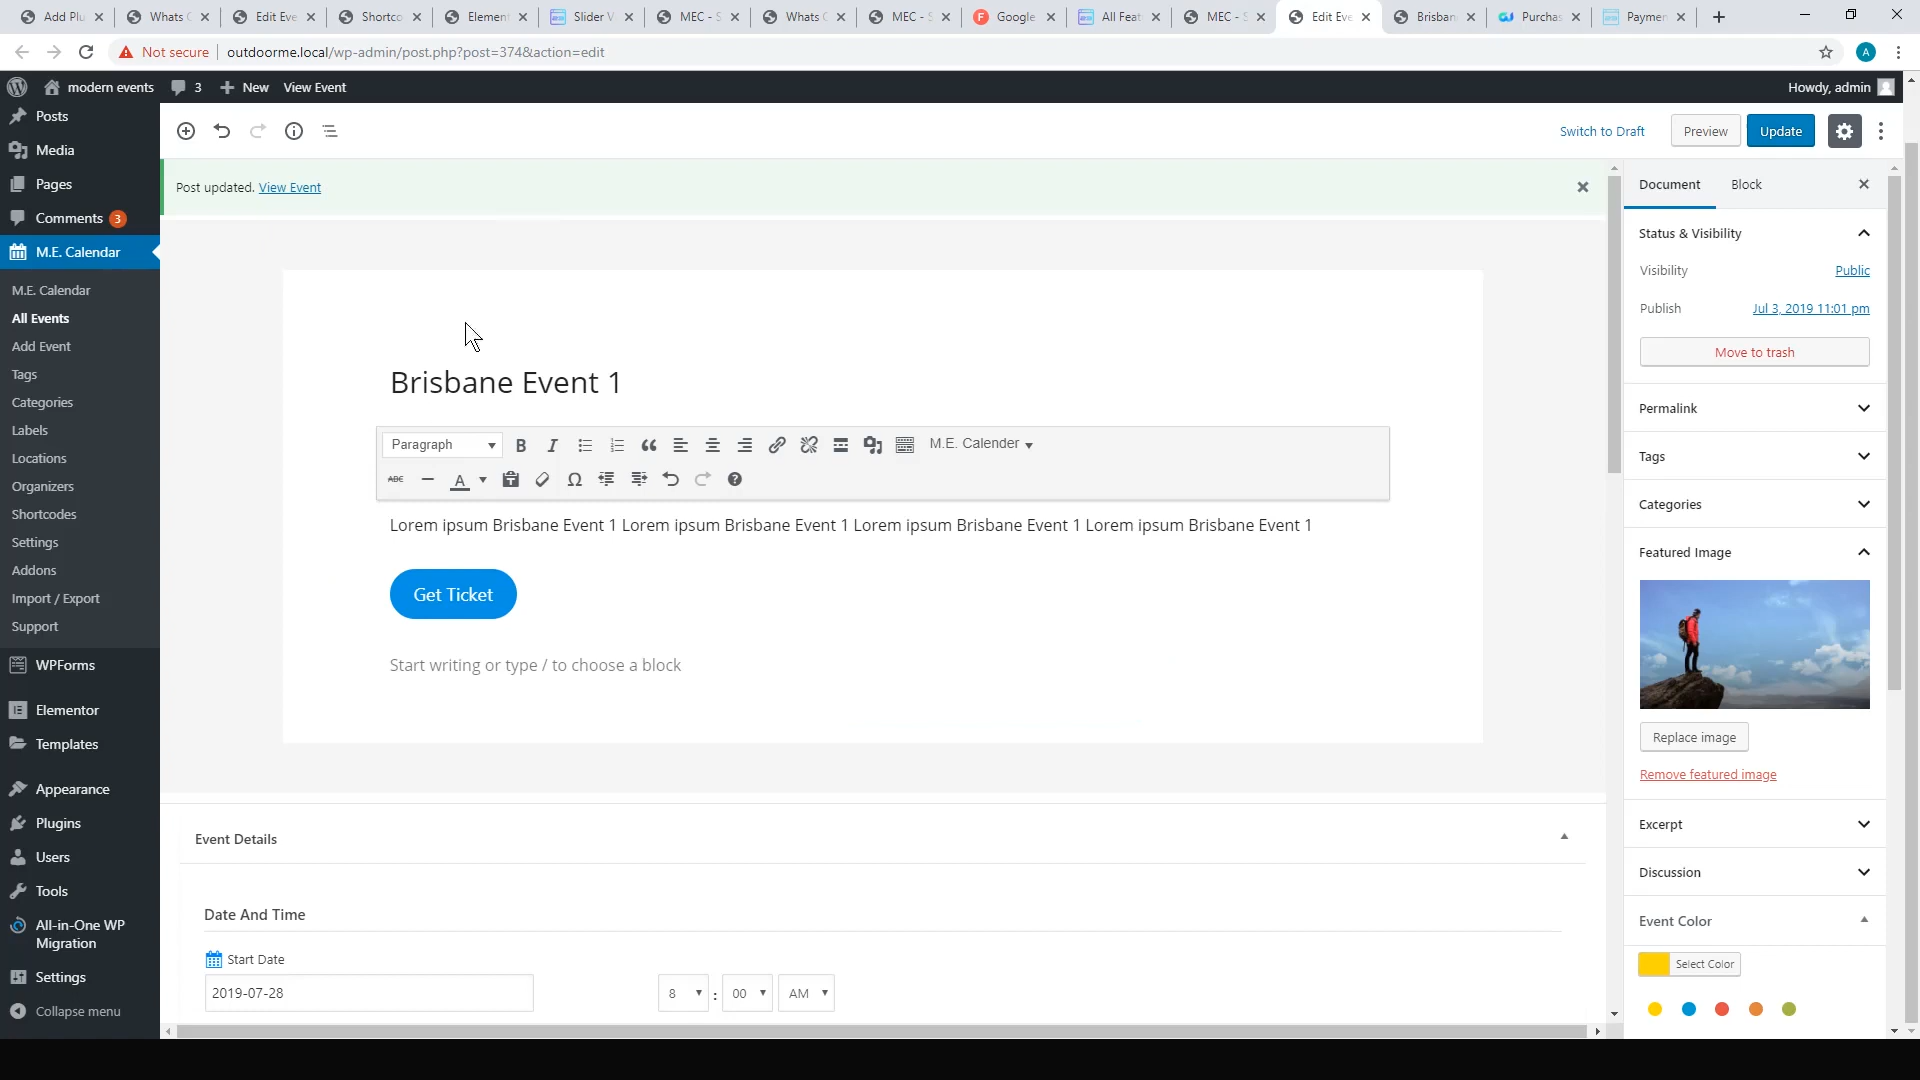 Add Plu
Whats
Edit Eve
Shortco
Elemen
Slider V
MEC - S
Whats
MEC - S
Google
All Feat
MEC - S
Edit Eve
Brisban
Purchas
Paymen
Not secure
outdoorme.local/wp-admin/post.php?post=374&action=edit
A
modern events
3
New
View Event
Howdy, admin
Posts
Media
Pages
Comments 3
M.E. Calendar
M.E. Calendar
All Events
Add Event
Tags
Categories
Labels
Locations
Organizers
Shortcodes
Settings
Addons
Import / Export
Support
WPForms
Elementor
Templates
Appearance
Plugins
Users
Tools
All-in-One WP
Migration
Settings
Collapse menu
Switch to Draft
Preview
Update
Post updated. View Event
Brisbane Event 1
Paragraph
M.E. Calender
ABC
Lorem ipsum Brisbane Event 1 Lorem ipsum Brisbane Event 1 Lorem ipsum Brisbane Event 1 Lorem ipsum Brisbane Event 1
Get Ticket
Start writing or type / to choose a block
Event Details
Date And Time
Start Date
2019-07-28
8 : 00 AM
Document
Block
Status & Visibility
Visibility Public
Publish Jul 3, 2019 11:01 pm
Move to trash
Permalink
Tags
Categories
Featured Image
Replace image
Remove featured image
Excerpt
Discussion
Event Color
Select Color